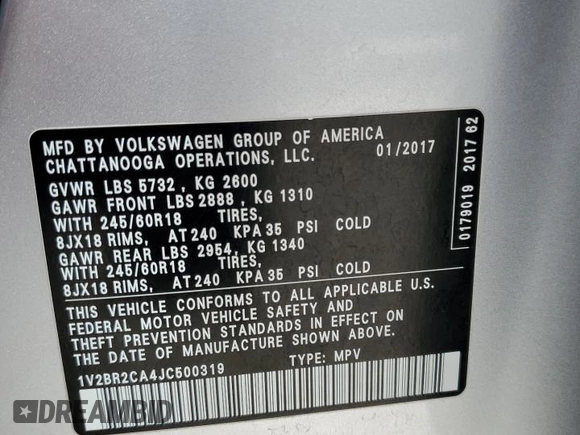 MFD BY VOLKSWAGEN GROUP OF AMERICA
CHATTANOOGA OPERATIONS, LLC. 01/2017
GVWR LBS 5732 , KG 2600
GAWR FRONT LBS 2888 , KG 1310
WITH 245/60R18 TIRES,
8JX18 RIMS, AT 240 KPA 35 PSI COLD
GAWR REAR LBS 2954, KG 1340
WITH 245/60R18 TIRES,
8JX18 RIMS, AT 240 KPA 35 PSI COLD
THIS VEHICLE CONFORMS TO ALL APPLICABLE U.S.
FEDERAL MOTOR VEHICLE SAFETY AND
THEFT PREVENTION STANDARDS IN EFFECT ON
THE DATE OF MANUFACTURE SHOWN ABOVE.
1V2BR2CA4JC500319 TYPE: MPV
0179019 2017 62
DREAMBID